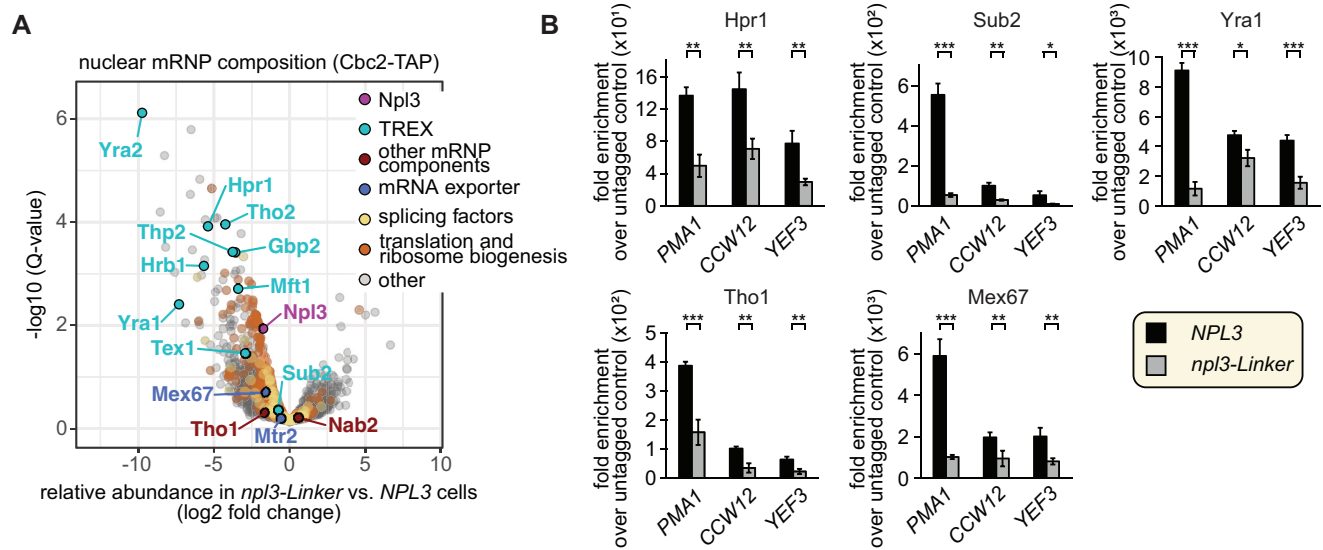 A
nuclear mRNP composition (Cbc2-TAP)
-log10 (Q-value)
6
4
2
0
-10
-5
0
5
10
relative abundance in npl3-Linker vs. NPL3 cells
(log2 fold change)
Npl3
TREX
other mRNP
components
mRNA exporter
splicing factors
translation and
ribosome biogenesis
other
Yra2
Hpr1
Tho2
Thp2
Gbp2
Hrb1
Mft1
Yra1
Npl3
Tex1
Sub2
Mex67
Tho1
Mtr2
Nab2
B
Hpr1
fold enrichment
over untagged control (x10¹)
16
12
8
4
0
** ** **
PMA1
CCW12
YEF3
Sub2
fold enrichment
over untagged control (x10²)
6
4
2
0
*** ** *
PMA1
CCW12
YEF3
Yra1
fold enrichment
over untagged control (x10³)
10
8
6
4
2
0
*** * ***
PMA1
CCW12
YEF3
Tho1
fold enrichment
over untagged control (x10²)
5
4
3
2
1
0
*** ** **
PMA1
CCW12
YEF3
Mex67
fold enrichment
over untagged control (x10³)
6
4
2
0
*** ** **
PMA1
CCW12
YEF3
NPL3
npl3-Linker